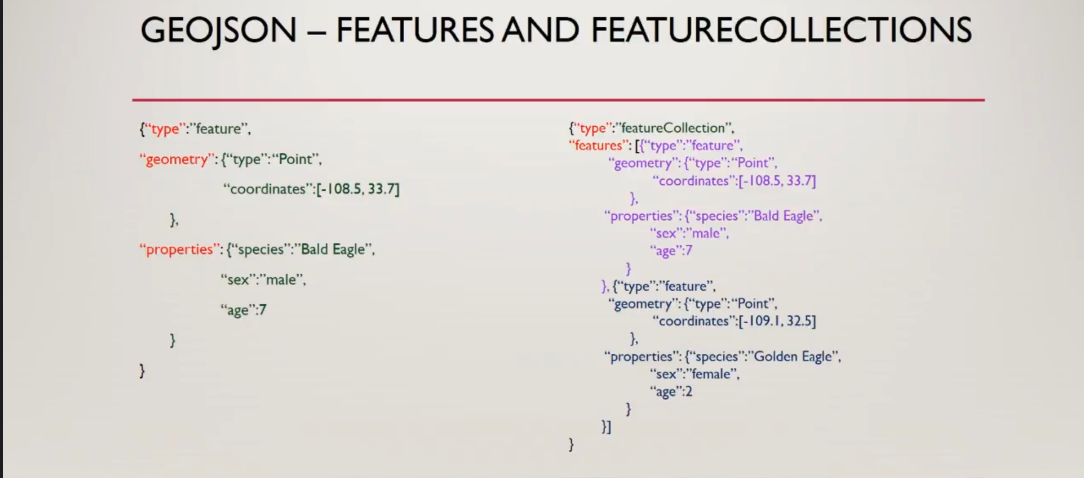 GEOJSON – FEATURES AND FEATURECOLLECTIONS
{“type”:”feature”,
“geometry”: {“type”:“Point”,
“coordinates”:[-108.5, 33.7]
},
“properties”: {“species”:”Bald Eagle”,
“sex”:”male”,
“age”:7
}
}
{“type”:”featureCollection”,
“features”: [{“type”:”feature”,
“geometry”: {“type”:“Point”,
“coordinates”:[-108.5, 33.7]
},
“properties”: {“species”:”Bald Eagle”,
“sex”:”male”,
“age”:7
}
}, {“type”:”feature”,
“geometry”: {“type”:“Point”,
“coordinates”:[-109.1, 32.5]
},
“properties”: {“species”:”Golden Eagle”,
“sex”:”female”,
“age”:2
}
}]
}